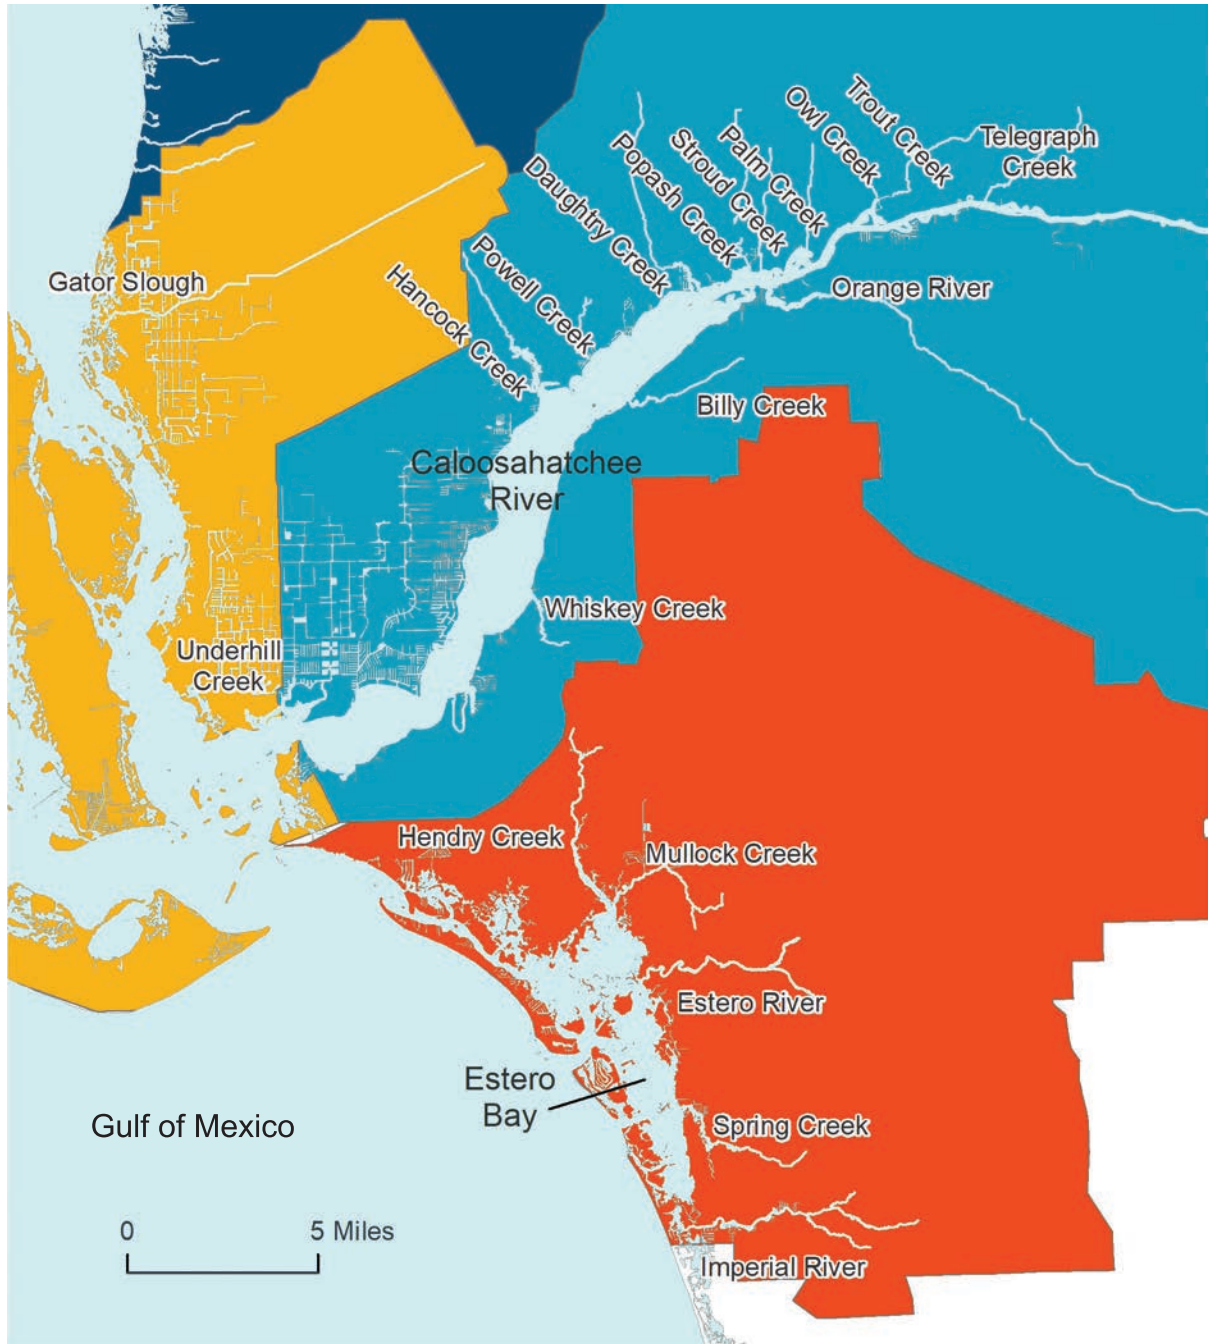 Trout Creek
Owl Creek
Telegraph
Creek
Palm Creek
Stroud Creek
Popash Creek
Daughtry Creek
Powell Creek
Hancock Creek
Gator Slough
Orange River
Billy Creek
Caloosahatchee
River
Whiskey Creek
Underhill
Creek
Hendry Creek
Mullock Creek
Estero River
Estero
Bay
Gulf of Mexico
Spring Creek
0 5 Miles
Imperial River